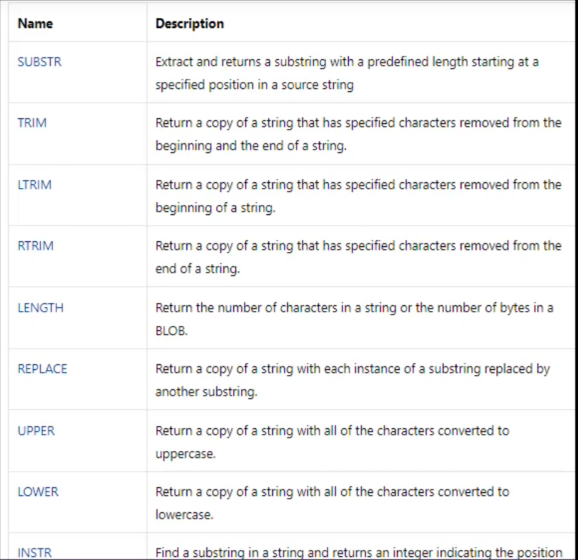 Name Description
SUBSTR Extract and returns a substring with a predefined length starting at a
specified position in a source string
TRIM Return a copy of a string that has specified characters removed from the
beginning and the end of a string.
LTRIM Return a copy of a string that has specified characters removed from the
beginning of a string.
RTRIM Return a copy of a string that has specified characters removed from the
end of a string.
LENGTH Return the number of characters in a string or the number of bytes in a
BLOB.
REPLACE Return a copy of a string with each instance of a substring replaced by
another substring.
UPPER Return a copy of a string with all of the characters converted to
uppercase.
LOWER Return a copy of a string with all of the characters converted to
lowercase.
INSTR Find a substring in a string and returns an integer indicating the position